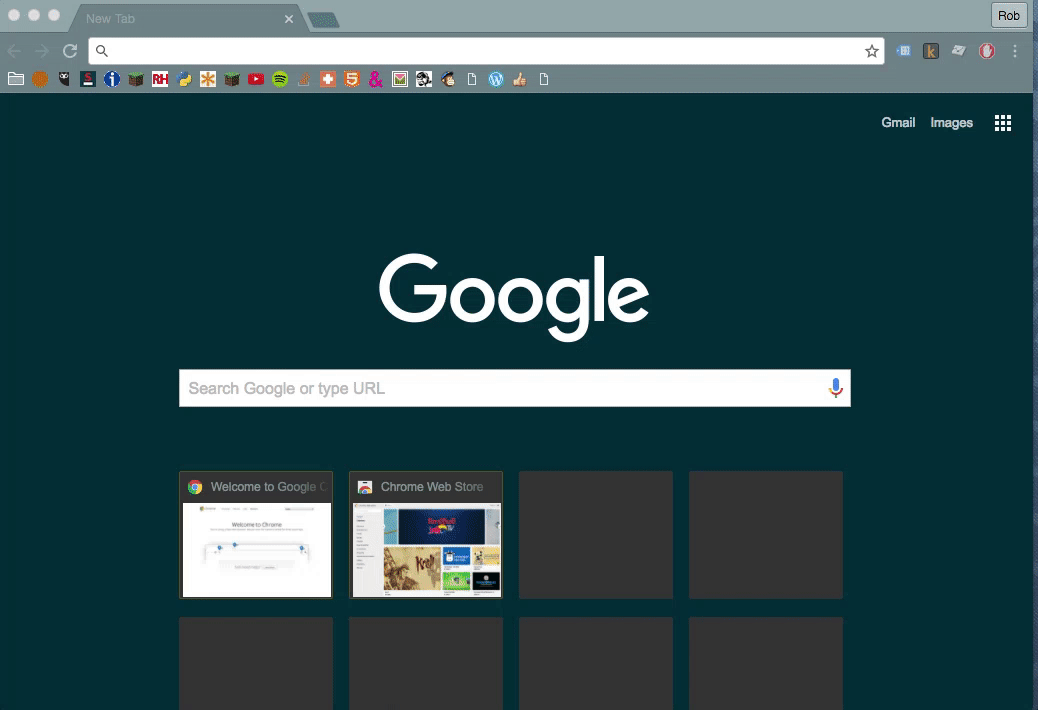 New Tab
Rob
RH
Gmail Images
Google
Search Google or type URL
Welcome to Google C
Chrome Web Store
Welcome to Chrome